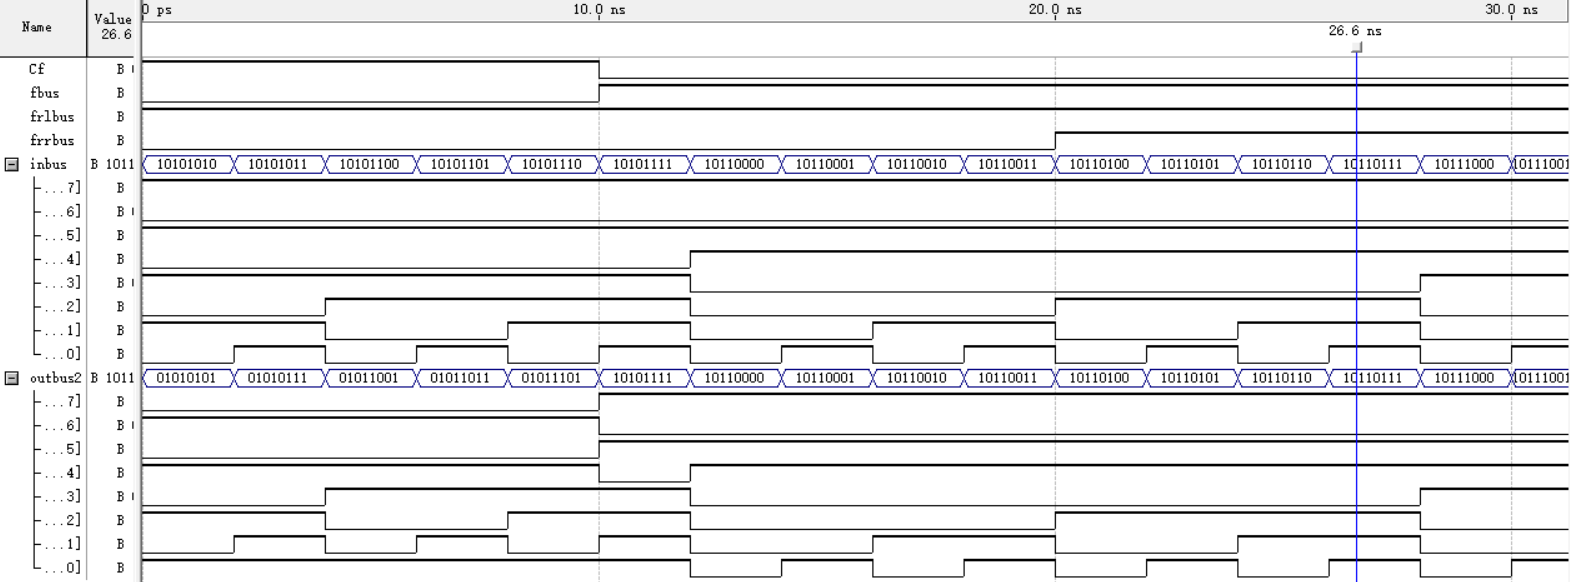 0 ps 10.0 ns 20.0 ns 30.0 ns
Name Value 26.6
26.6 ns
Cf B
fbus B
frlbus B
frrbus B
inbus B 1011 10101010 10101011 10101100 10101101 10101110 10101111 10110000 10110001 10110010 10110011 10110100 10110101 10110110 10110111 10111000 10111001
...7] B
...6] B
...5] B
...4] B
...3] B
...2] B
...1] B
...0] B
outbus2 B 1011 01010101 01010111 01011001 01011011 01011101 10101111 10110000 10110001 10110010 10110011 10110100 10110101 10110110 10110111 10111000 10111001
...7] B
...6] B
...5] B
...4] B
...3] B
...2] B
...1] B
...0] B